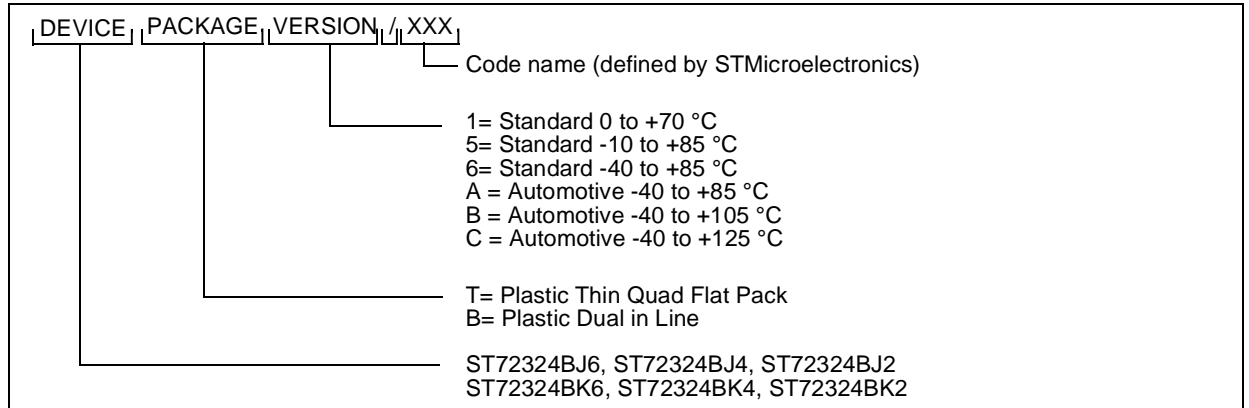 DEVICE PACKAGE VERSION / XXX
Code name (defined by STMicroelectronics)
1= Standard 0 to +70 °C
5= Standard -10 to +85 °C
6= Standard -40 to +85 °C
A = Automotive -40 to +85 °C
B = Automotive -40 to +105 °C
C = Automotive -40 to +125 °C
T= Plastic Thin Quad Flat Pack
B= Plastic Dual in Line
ST72324BJ6, ST72324BJ4, ST72324BJ2
ST72324BK6, ST72324BK4, ST72324BK2